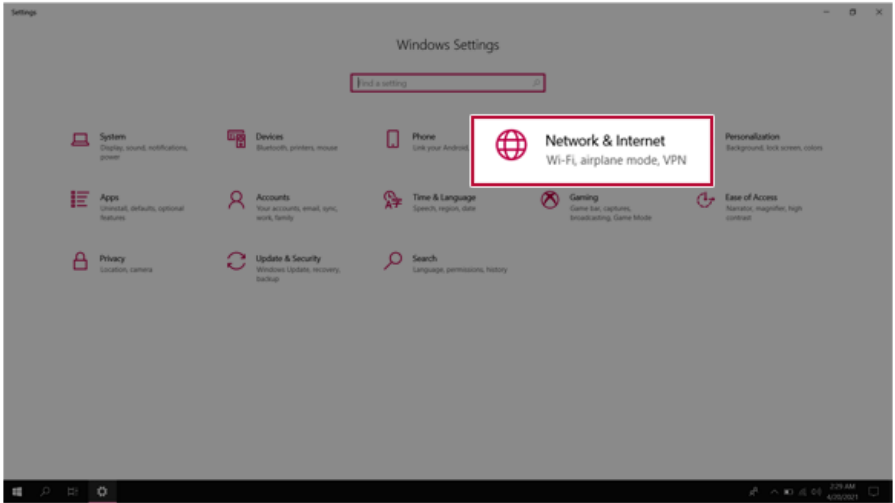 Settings
Windows Settings
Find a setting
System
Display, sound, notifications,
power
Devices
Bluetooth, printers, mouse
Phone
Link your Android,
Network & Internet
Wi-Fi, airplane mode, VPN
Personalization
Background, lock screen, colors
Apps
Uninstall, defaults, optional
features
Accounts
Your accounts, email, sync,
work, family
Time & Language
Speech, region, date
Gaming
Game bar, captures,
broadcasting, Game Mode
Ease of Access
Narrator, magnifier, high
contrast
Privacy
Location, camera
Update & Security
Windows Update, recovery,
backup
Search
Language, permissions, history
2:29 AM
4/20/2021